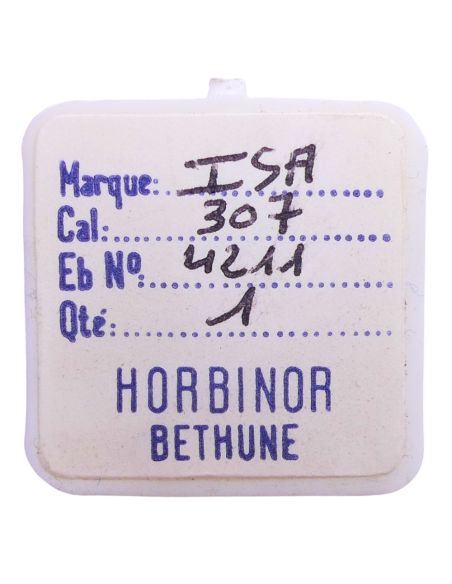 Marque: ISA
Cal: 307
Eb Nº: 4211
Qté: 1
HORBINOR
BETHUNE